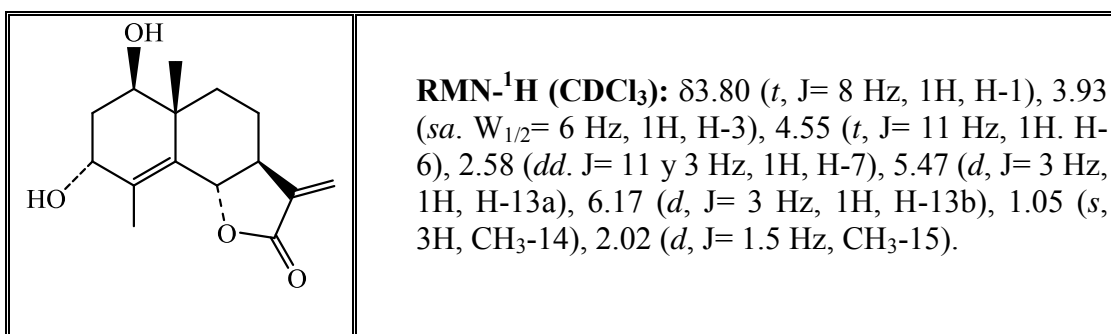 OH
HO
O
O
RMN-¹H (CDCl₃): δ3.80 (t, J= 8 Hz, 1H, H-1), 3.93
(sa. W₁/₂= 6 Hz, 1H, H-3), 4.55 (t, J= 11 Hz, 1H. H-
6), 2.58 (dd. J= 11 y 3 Hz, 1H, H-7), 5.47 (d, J= 3 Hz,
1H, H-13a), 6.17 (d, J= 3 Hz, 1H, H-13b), 1.05 (s,
3H, CH₃-14), 2.02 (d, J= 1.5 Hz, CH₃-15).